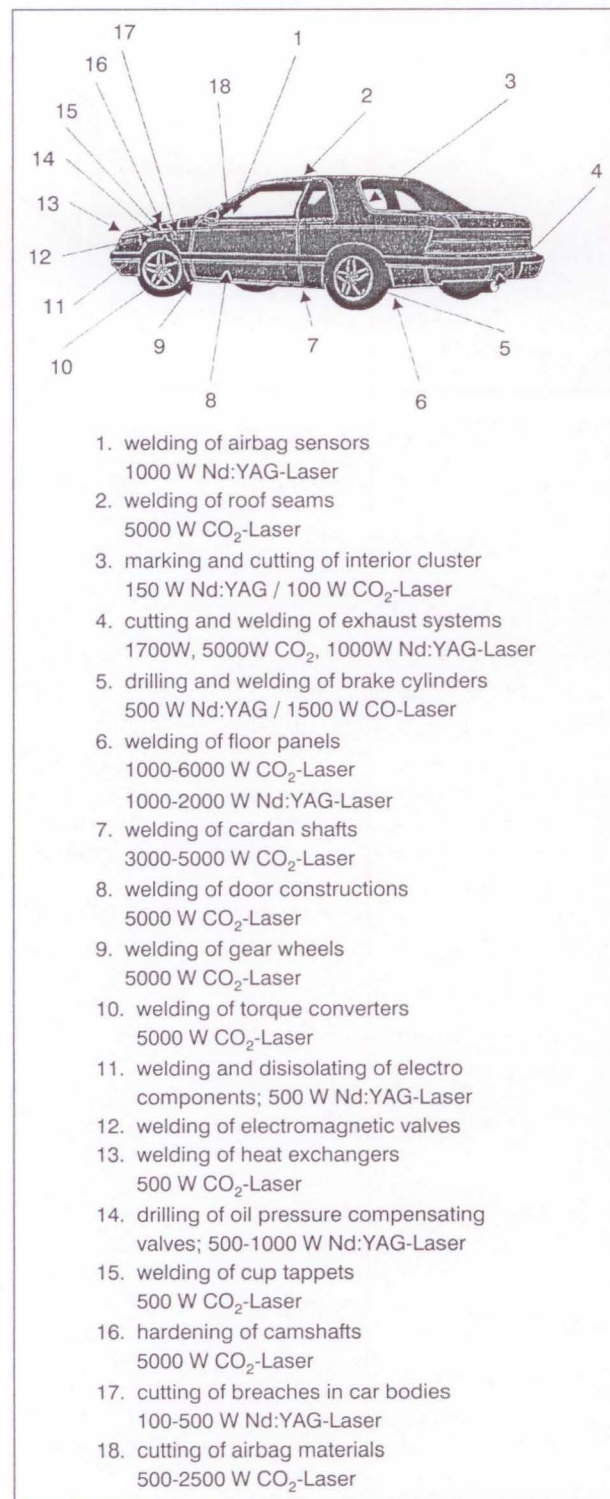 17
1
16
18
2
15
3
14
4
13
12
11
10
9
8
7
6
5
1. welding of airbag sensors
1000 W Nd:YAG-Laser
2. welding of roof seams
5000 W CO₂-Laser
3. marking and cutting of interior cluster
150 W Nd:YAG / 100 W CO₂-Laser
4. cutting and welding of exhaust systems
1700W, 5000W CO₂, 1000W Nd:YAG-Laser
5. drilling and welding of brake cylinders
500 W Nd:YAG / 1500 W CO-Laser
6. welding of floor panels
1000-6000 W CO₂-Laser
1000-2000 W Nd:YAG-Laser
7. welding of cardan shafts
3000-5000 W CO₂-Laser
8. welding of door constructions
5000 W CO₂-Laser
9. welding of gear wheels
5000 W CO₂-Laser
10. welding of torque converters
5000 W CO₂-Laser
11. welding and disisolating of electro
components; 500 W Nd:YAG-Laser
12. welding of electromagnetic valves
13. welding of heat exchangers
500 W CO₂-Laser
14. drilling of oil pressure compensating
valves; 500-1000 W Nd:YAG-Laser
15. welding of cup tappets
500 W CO₂-Laser
16. hardening of camshafts
5000 W CO₂-Laser
17. cutting of breaches in car bodies
100-500 W Nd:YAG-Laser
18. cutting of airbag materials
500-2500 W CO₂-Laser